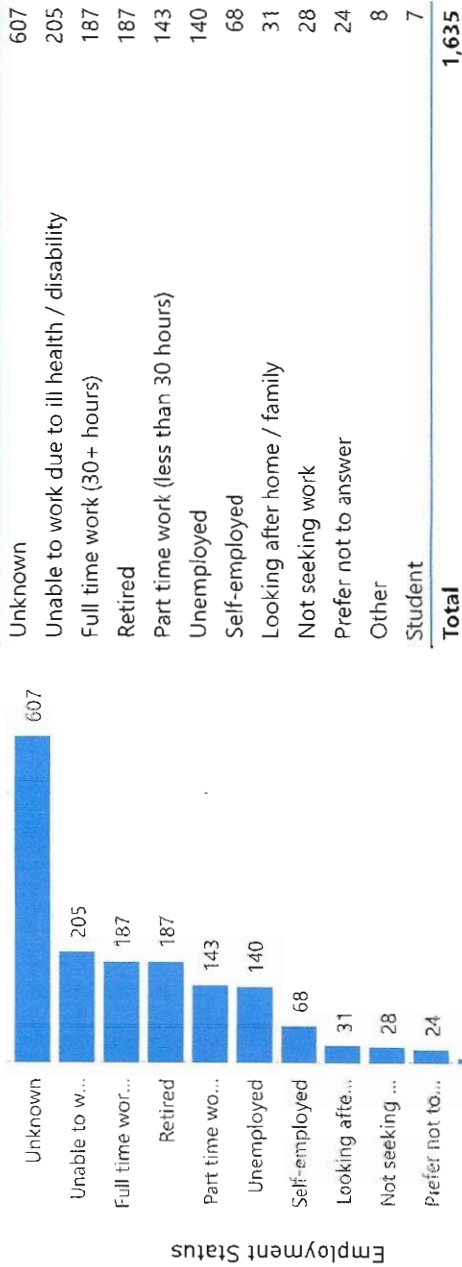 Employment Status
Unknown 607
Unable to w... 205
Full time wor... 187
Retired 187
Part time wo... 143
Unemployed 140
Self-employed 68
Looking afte... 31
Not seeking ... 28
Prefer not to... 24
Unknown 607
Unable to work due to ill health / disability 205
Full time work (30+ hours) 187
Retired 187
Part time work (less than 30 hours) 143
Unemployed 140
Self-employed 68
Looking after home / family 31
Not seeking work 28
Prefer not to answer 24
Other 8
Student 7
Total 1,635